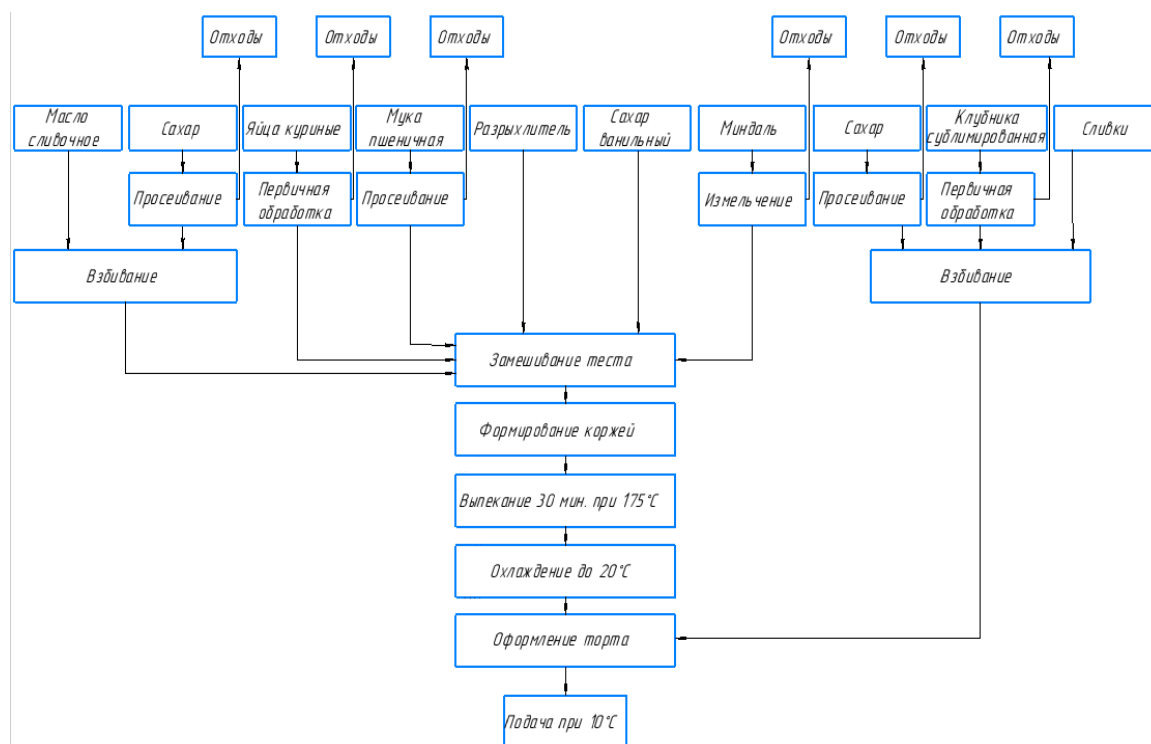 Отходы
Отходы
Отходы
Отходы
Отходы
Отходы
Масло
сливочное
Сахар
Яйца куриные
Мука
пшеничная
Разрыхлитель
Сахар
ванильный
Миндаль
Сахар
Клубника
сублимированная
Сливки
Просеивание
Первичная
обработка
Просеивание
Измельчение
Просеивание
Первичная
обработка
Взбивание
Взбивание
Замешивание теста
Формирование коржей
Выпекание 30 мин. при 175°С
Охлаждение до 20°С
Оформление торта
Подача при 10°С